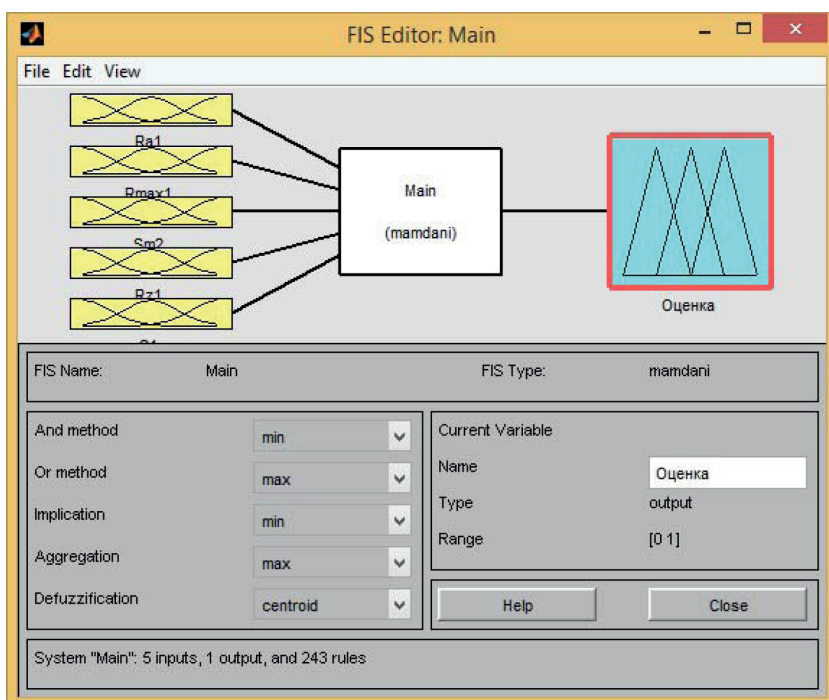 FIS Editor: Main
File Edit View
Ra1
Rmax1
Sm2
Rz1
Main
(mamdani)
Оценка
FIS Name: Main FIS Type: mamdani
And method min
Or method max
Implication min
Aggregation max
Defuzzification centroid
Current Variable
Name Оценка
Type output
Range [0 1]
Help Close
System "Main": 5 inputs, 1 output, and 243 rules